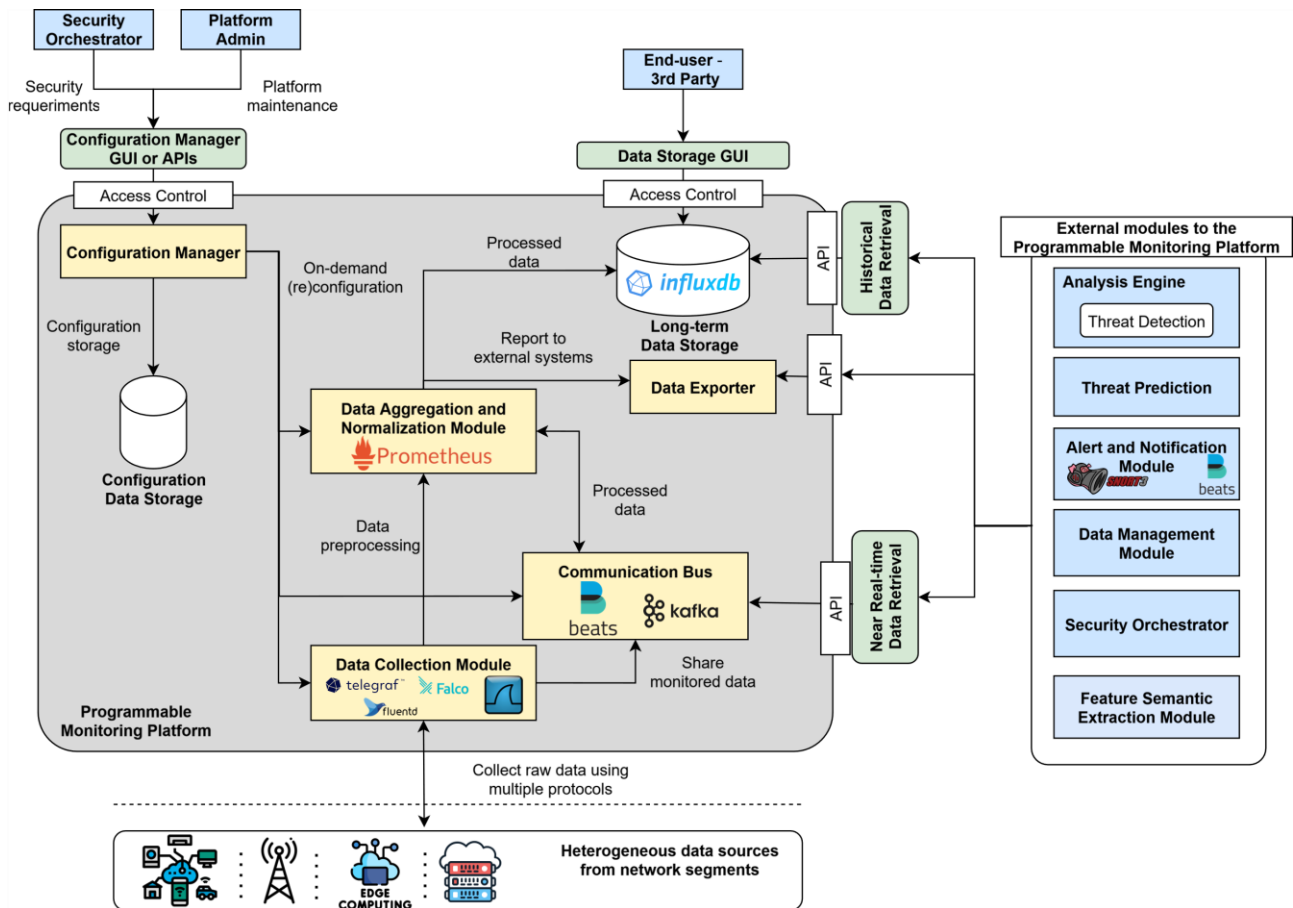 Security
Orchestrator
Platform
Admin
Security
requeriments
Platform
maintenance
End-user -
3rd Party
Configuration Manager
GUI or APIs
Data Storage GUI
Access Control
Access Control
Configuration Manager
On-demand
(re)configuration
Processed
data
influxdb
Long-term
Data Storage
API
Historical
Data Retrieval
External modules to the
Programmable Monitoring Platform
Analysis Engine
Threat Detection
Configuration
storage
Report to
external systems
Data Exporter
API
Threat Prediction
Data Aggregation and
Normalization Module
Prometheus
Alert and Notification
Module
SNORT3
beats
Configuration
Data Storage
Data
preprocessing
Processed
data
Data Management
Module
Communication Bus
beats
kafka
API
Near Real-time
Data Retrieval
Security Orchestrator
Data Collection Module
telegraf™
Falco
fluentd
Share
monitored data
Feature Semantic
Extraction Module
Programmable
Monitoring Platform
Collect raw data using
multiple protocols
EDGE
COMPUTING
Heterogeneous data sources
from network segments